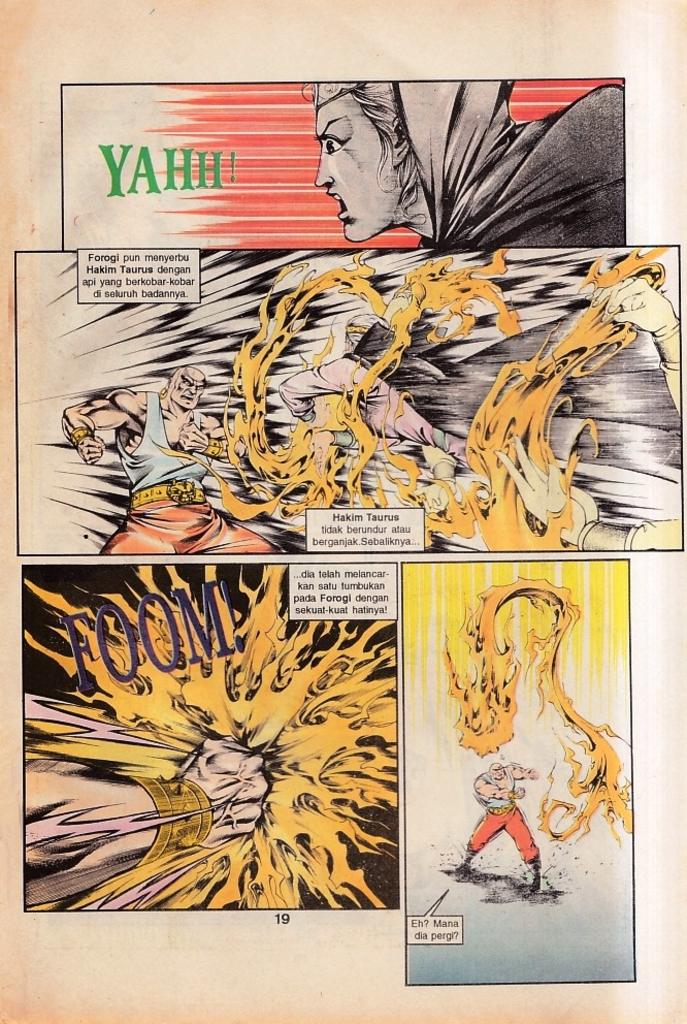 YAHH!
Forogi pun menyerbu
Hakim Taurus dengan
api yang berkobar-kobar
di seluruh badannya.
Hakim Taurus
tidak berundur atau
berganjak.Sebaliknya...
FOOM!
...dia telah melancar-
kan satu tumbukan
pada Forogi dengan
sekuat-kuat hatinya!
Eh? Mana
dia pergi?
19